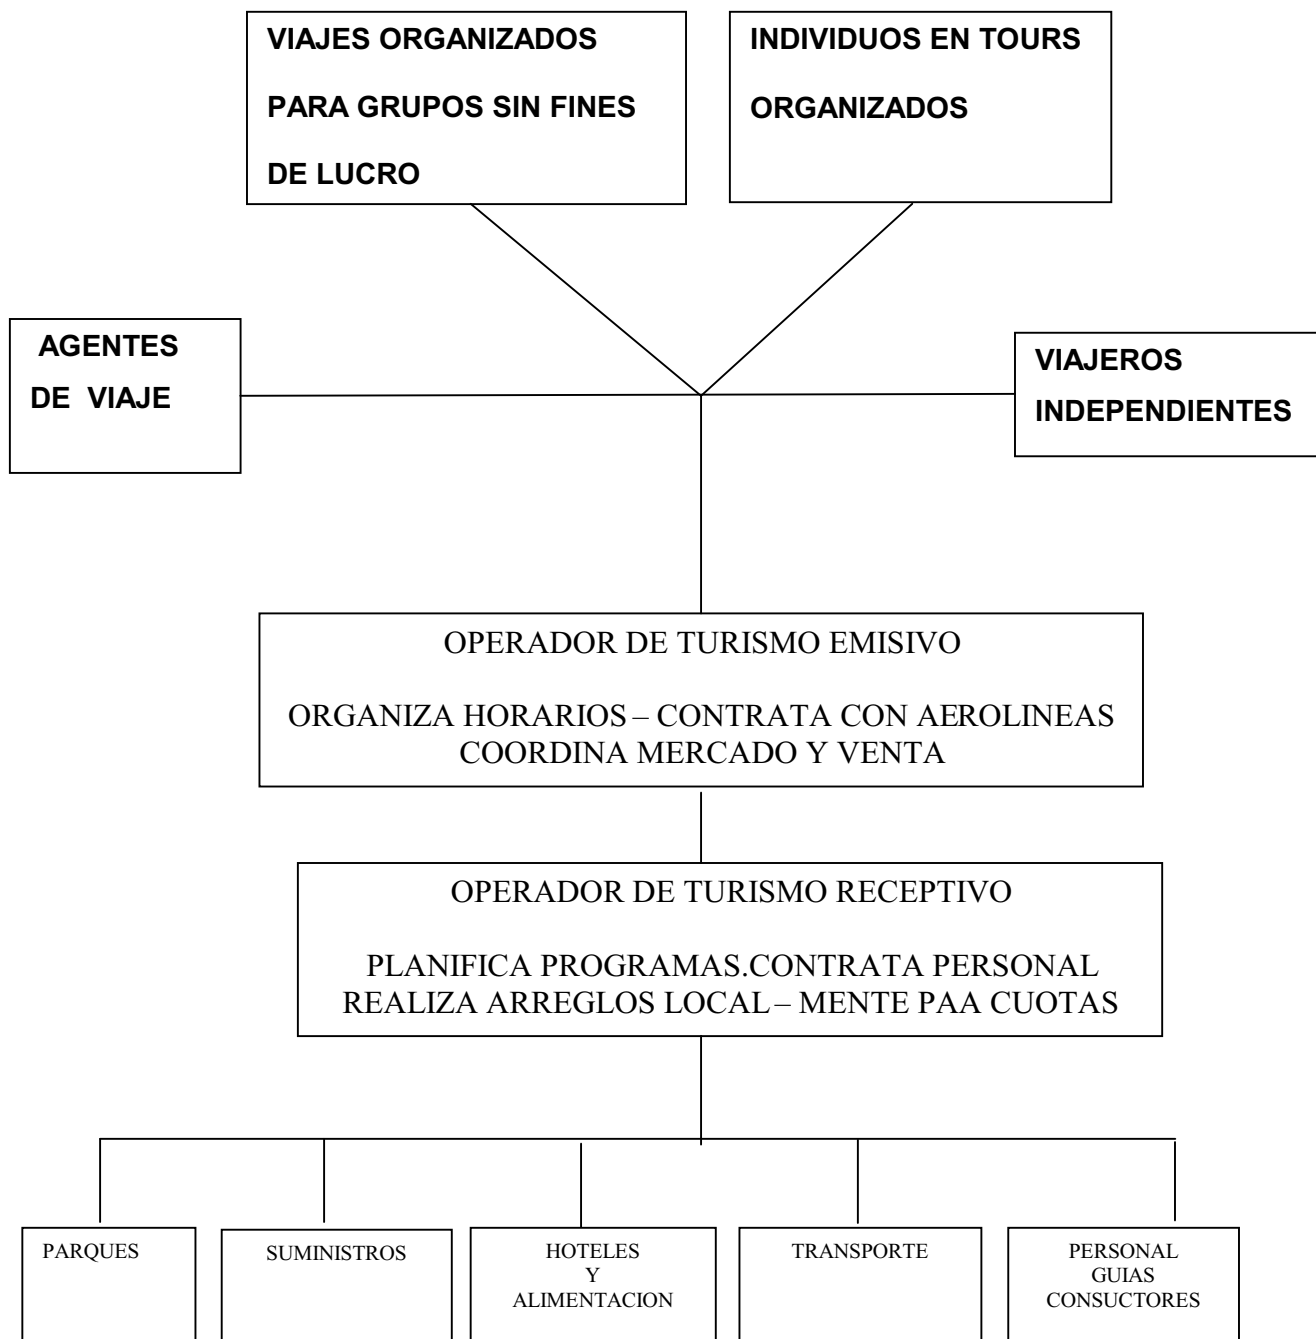 VIAJES ORGANIZADOS
PARA GRUPOS SIN FINES
DE LUCRO
INDIVIDUOS EN TOURS
ORGANIZADOS
AGENTES
DE VIAJE
VIAJEROS
INDEPENDIENTES
OPERADOR DE TURISMO EMISIVO
ORGANIZA HORARIOS – CONTRATA CON AEROLINEAS
COORDINA MERCADO Y VENTA
OPERADOR DE TURISMO RECEPTIVO
PLANIFICA PROGRAMAS.CONTRATA PERSONAL
REALIZA ARREGLOS LOCAL – MENTE PAA CUOTAS
PARQUES
SUMINISTROS
HOTELES
Y
ALIMENTACION
TRANSPORTE
PERSONAL
GUIAS
CONSUCTORES